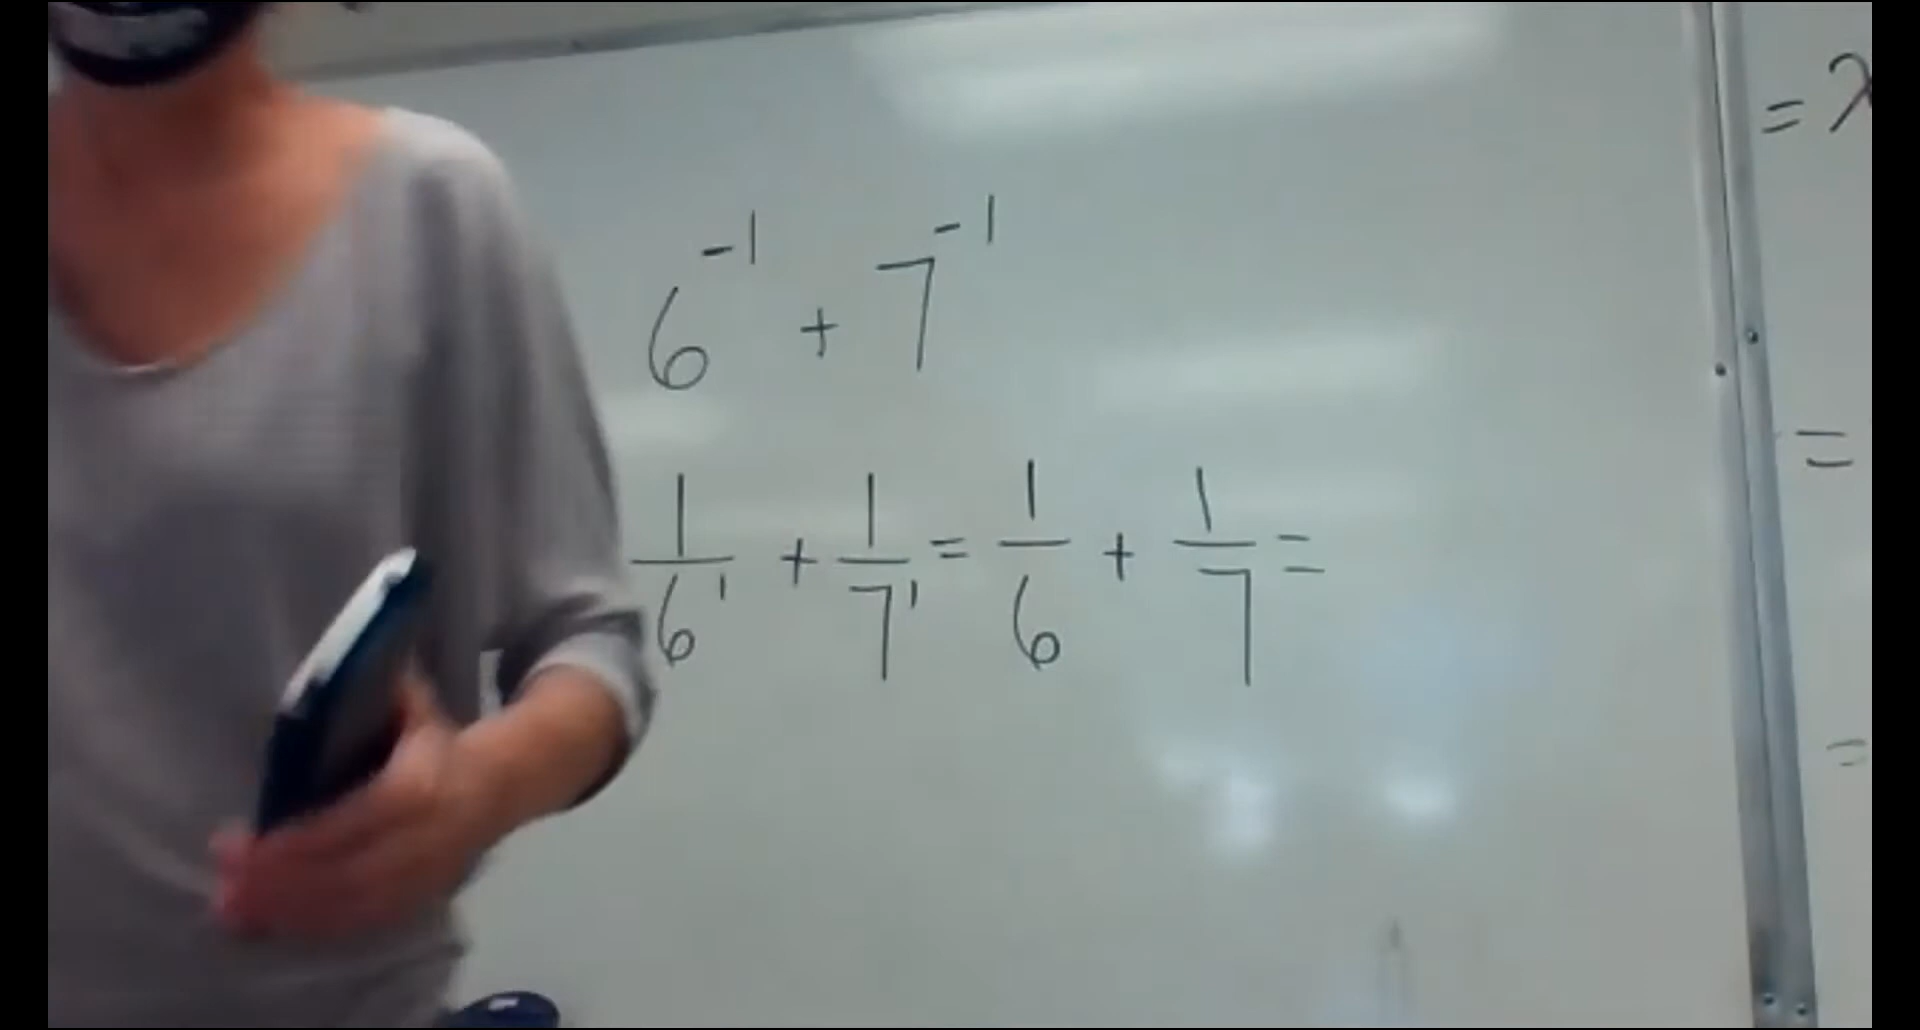 6⁻¹ + 7⁻¹
1/6¹ + 1/7¹ = 1/6 + 1/7 =
=
=
=